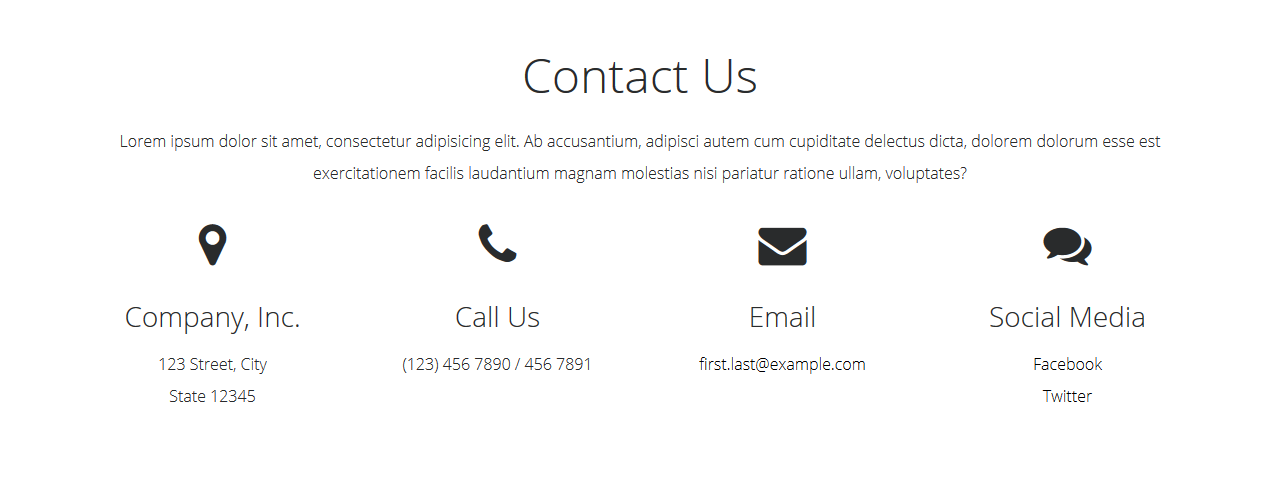 Contact Us
Lorem ipsum dolor sit amet, consectetur adipisicing elit. Ab accusantium, adipisci autem cum cupiditate delectus dicta, dolorem dolorum esse est
exercitationem facilis laudantium magnam molestias nisi pariatur ratione ullam, voluptates?
Company, Inc.
123 Street, City
State 12345
Call Us
(123) 456 7890 / 456 7891
Email
first.last@example.com
Social Media
Facebook
Twitter